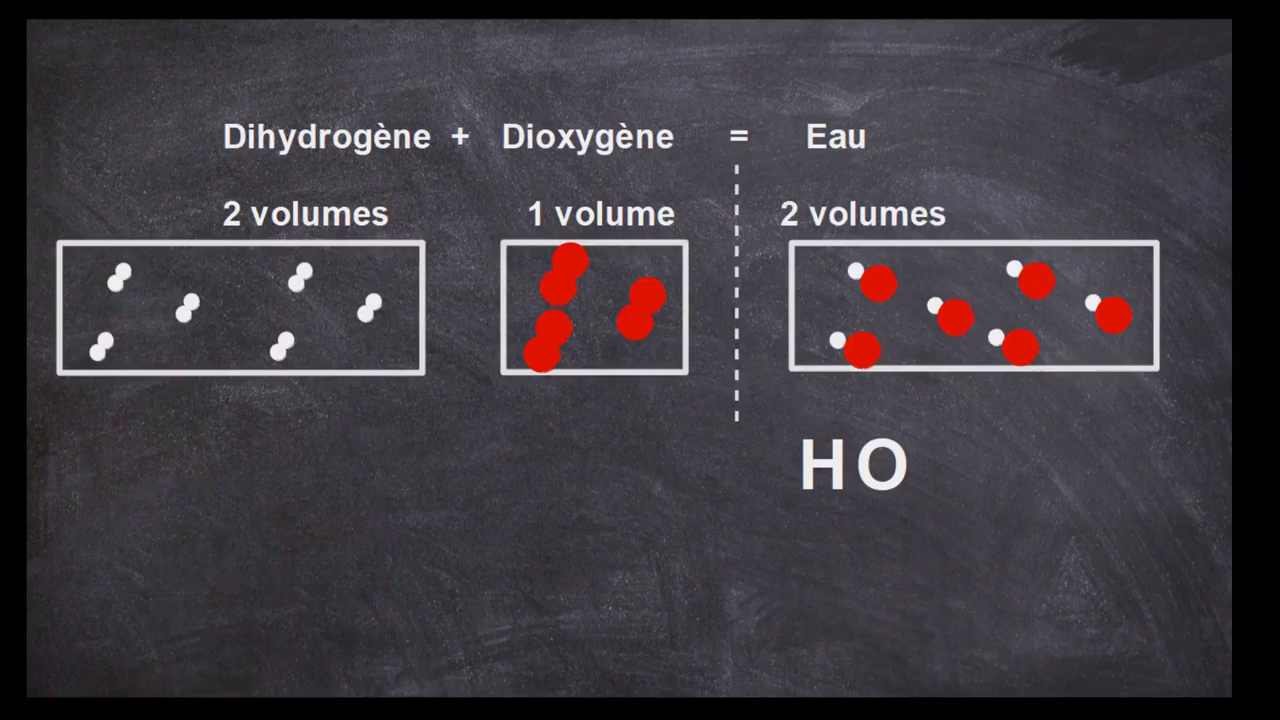 Dihydrogène + Dioxygène = Eau
2 volumes 1 volume 2 volumes
HO